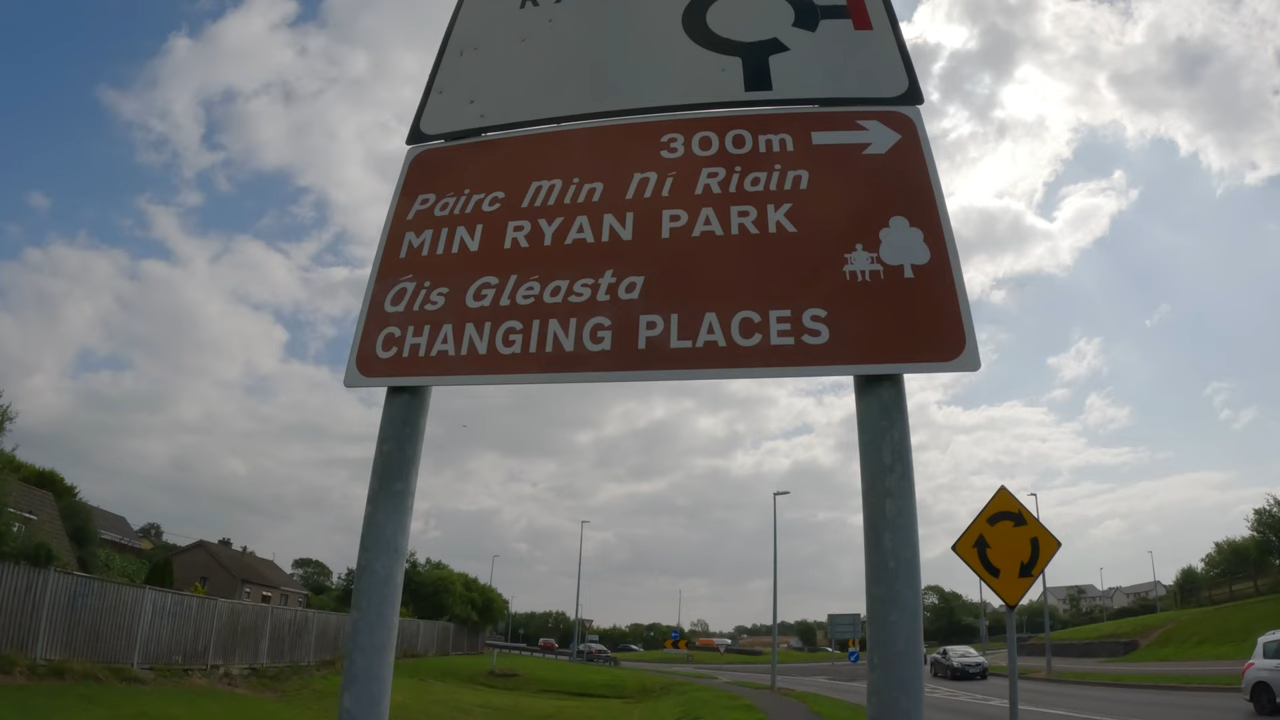 300m
Páirc Min Ní Riain
MIN RYAN PARK
Áis Gléasta
CHANGING PLACES